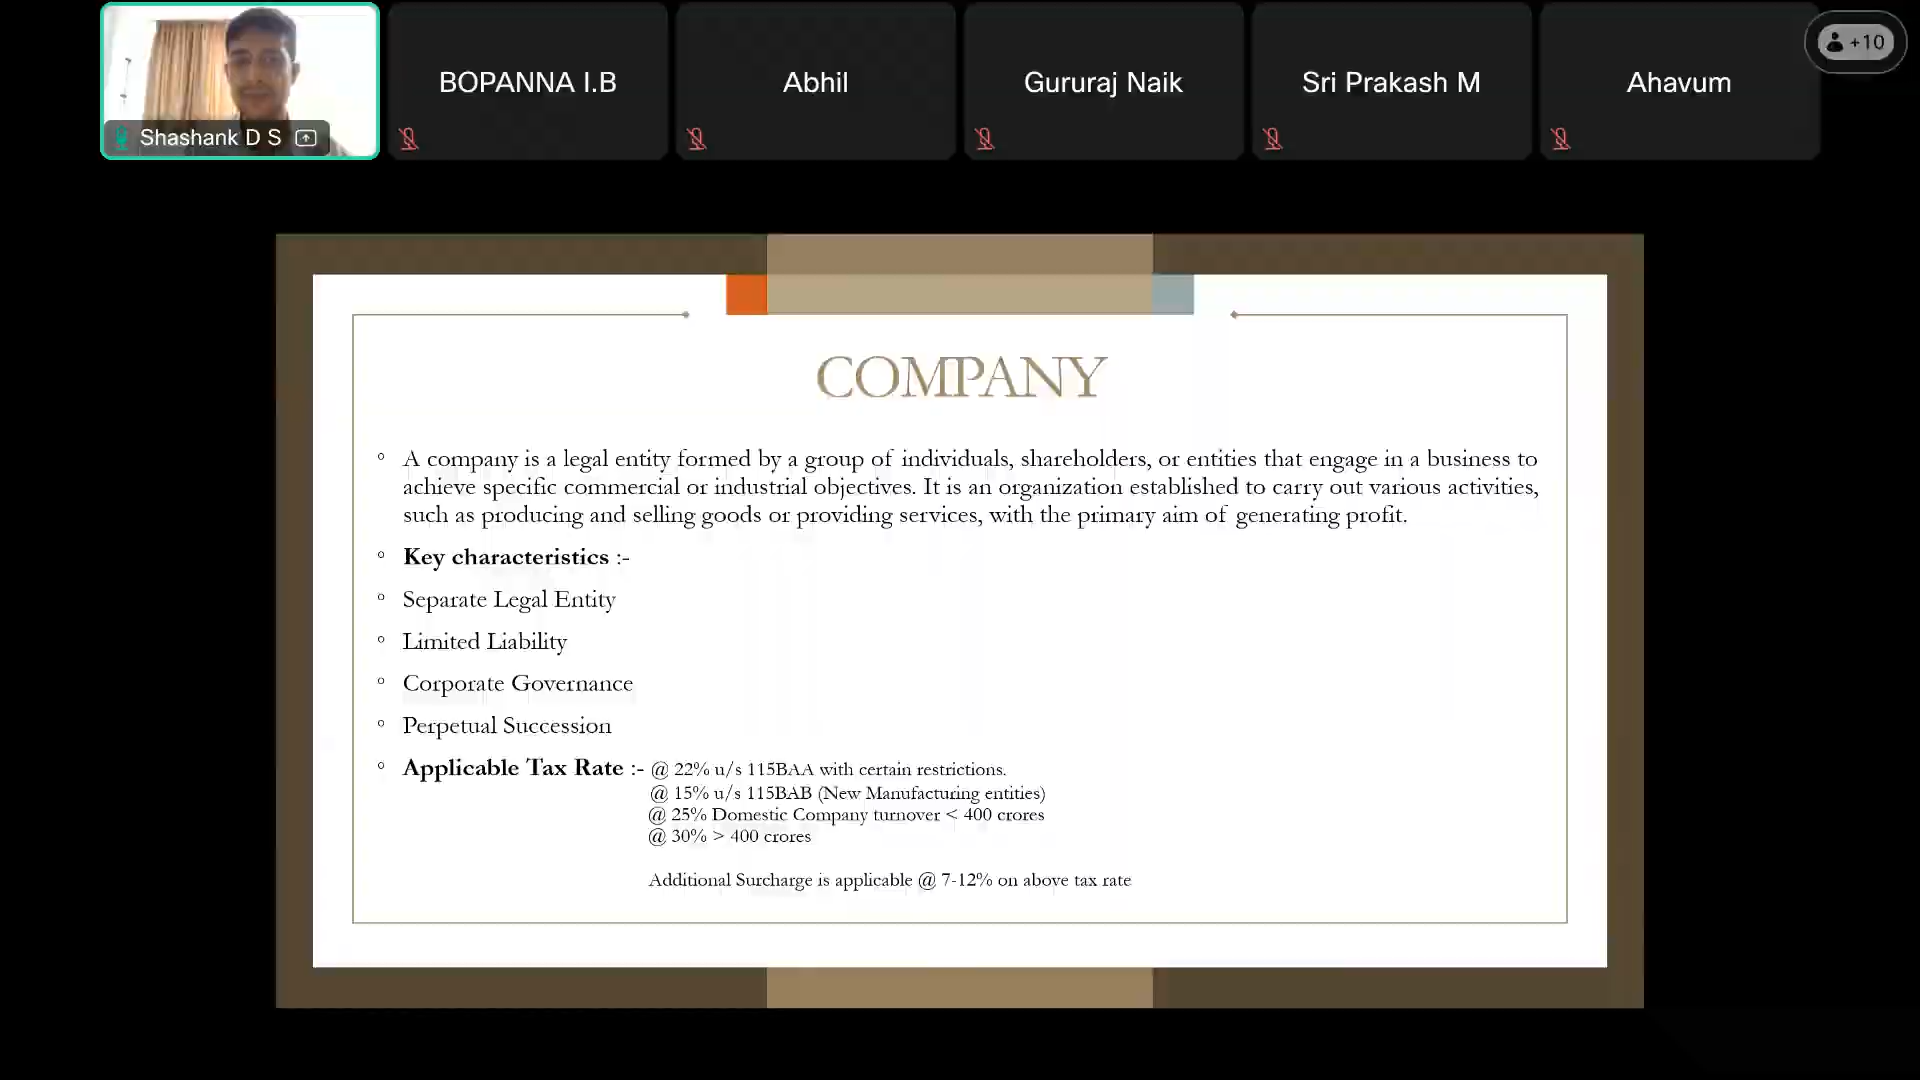 BOPANNA I.B
Abhil
Gururaj Naik
Sri Prakash M
Ahavum
+10
Shashank D S
COMPANY
A company is a legal entity formed by a group of individuals, shareholders, or entities that engage in a business to
achieve specific commercial or industrial objectives. It is an organization established to carry out various activities,
such as producing and selling goods or providing services, with the primary aim of generating profit.
Key characteristics :-
Separate Legal Entity
Limited Liability
Corporate Governance
Perpetual Succession
Applicable Tax Rate :- @ 22% u/s 115BAA with certain restrictions.
@ 15% u/s 115BAB (New Manufacturing entities)
@ 25% Domestic Company turnover < 400 crores
@ 30% > 400 crores
Additional Surcharge is applicable @ 7-12% on above tax rate